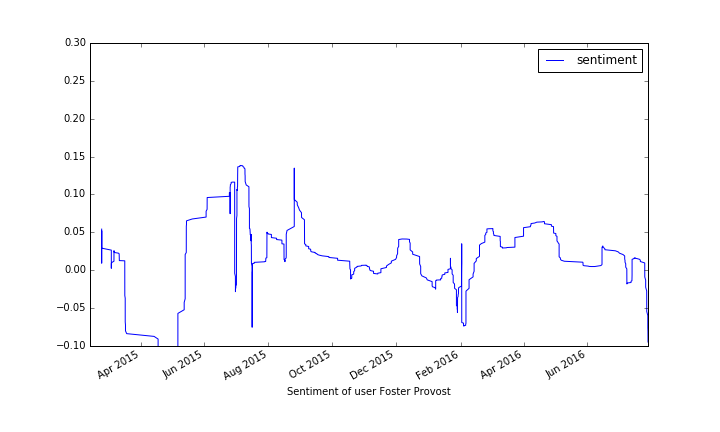 0.30
0.25
0.20
0.15
0.10
0.05
0.00
−0.05
−0.10
sentiment
Apr 2015
Jun 2015
Aug 2015
Oct 2015
Dec 2015
Feb 2016
Apr 2016
Jun 2016
Sentiment of user Foster Provost